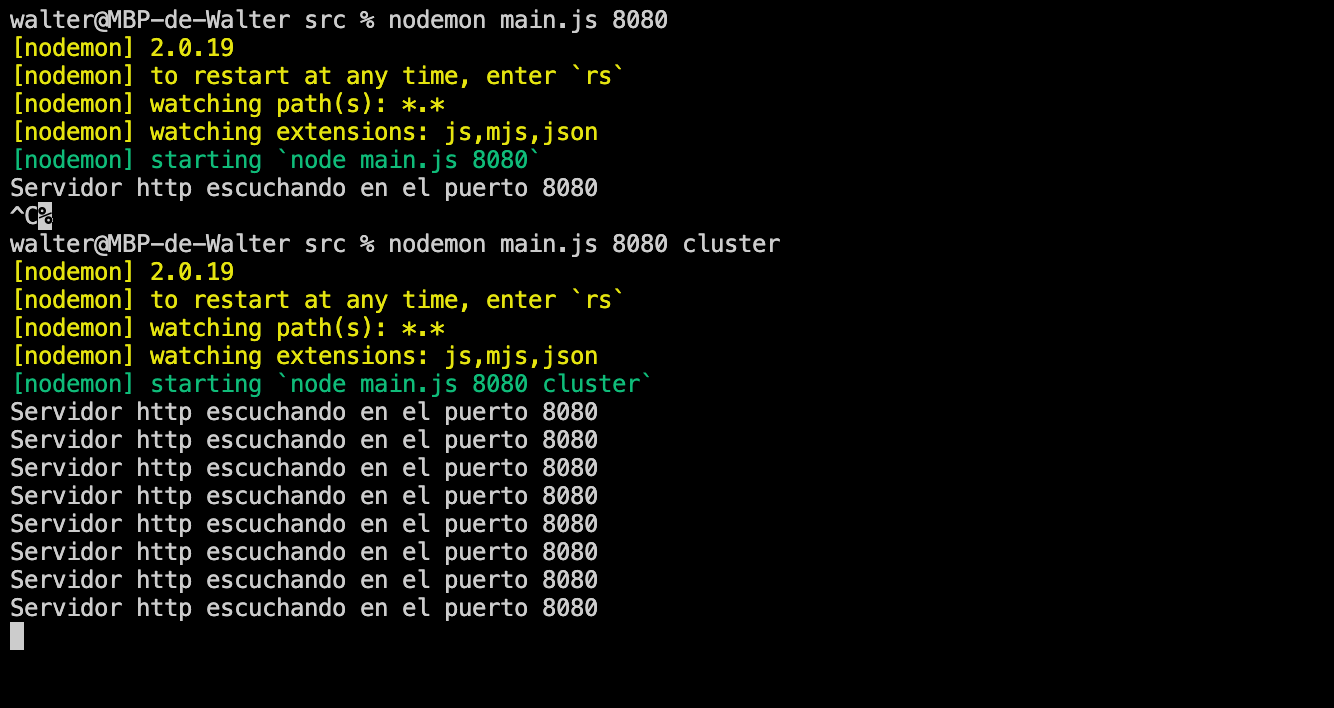 walter@MBP-de-Walter src % nodemon main.js 8080
[nodemon] 2.0.19
[nodemon] to restart at any time, enter `rs`
[nodemon] watching path(s): *.*
[nodemon] watching extensions: js,mjs,json
[nodemon] starting `node main.js 8080`
Servidor http escuchando en el puerto 8080
^C%
walter@MBP-de-Walter src % nodemon main.js 8080 cluster
[nodemon] 2.0.19
[nodemon] to restart at any time, enter `rs`
[nodemon] watching path(s): *.*
[nodemon] watching extensions: js,mjs,json
[nodemon] starting `node main.js 8080 cluster`
Servidor http escuchando en el puerto 8080
Servidor http escuchando en el puerto 8080
Servidor http escuchando en el puerto 8080
Servidor http escuchando en el puerto 8080
Servidor http escuchando en el puerto 8080
Servidor http escuchando en el puerto 8080
Servidor http escuchando en el puerto 8080
Servidor http escuchando en el puerto 8080